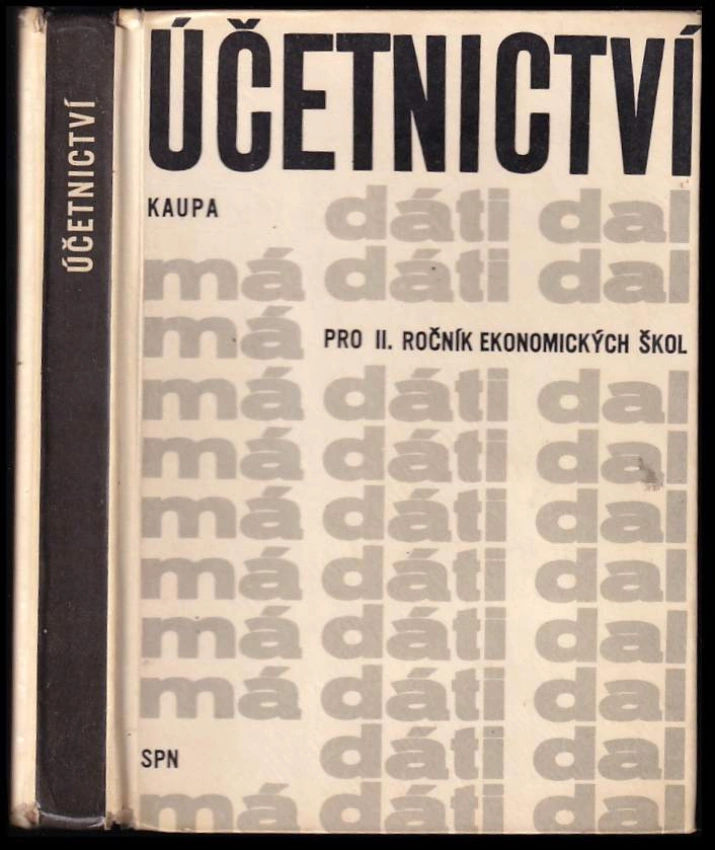 ÚČETNICTVÍ
ÚČETNICTVÍ
KAUPA dáti dal
má dáti dal
má PRO II. ROČNÍK EKONOMICKÝCH ŠKOL
má dáti dal
má dáti dal
má dáti dal
má dáti dal
má dáti dal
má dáti dal
SPN dáti dal
má dáti dal